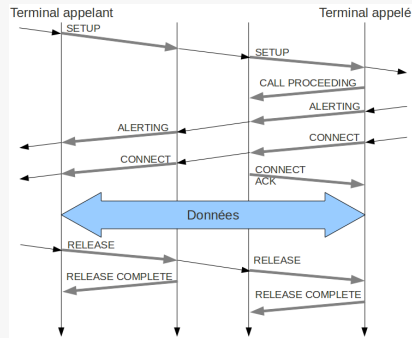 Terminal appelant
Terminal appelé
SETUP
SETUP
CALL PROCEEDING
ALERTING
ALERTING
CONNECT
CONNECT
CONNECT
ACK
Données
RELEASE
RELEASE
RELEASE COMPLETE
RELEASE COMPLETE